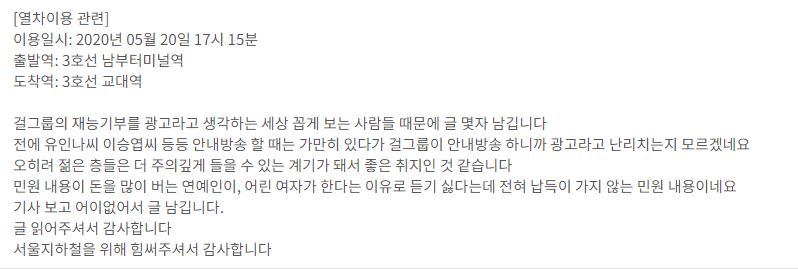 [열차이용 관련]
이용일시: 2020년 05월 20일 17시 15분
출발역: 3호선 남부터미널역
도착역: 3호선 교대역
걸그룹의 재능기부를 광고라고 생각하는 세상 꼽게 보는 사람들 때문에 글 몇자 남깁니다
전에 유인나씨 이승엽씨 등등 안내방송 할 때는 가만히 있다가 걸그룹이 안내방송 하니까 광고라고 난리치는지 모르겠네요
오히려 젊은 층들은 더 주의깊게 들을 수 있는 계기가 돼서 좋은 취지인 것 같습니다
민원 내용이 돈을 많이 버는 연예인이, 어린 여자가 한다는 이유로 듣기 싫다는데 전혀 납득이 가지 않는 민원 내용이네요
기사 보고 어이없어서 글 남깁니다.
글 읽어주셔서 감사합니다
서울지하철을 위해 힘써주셔서 감사합니다